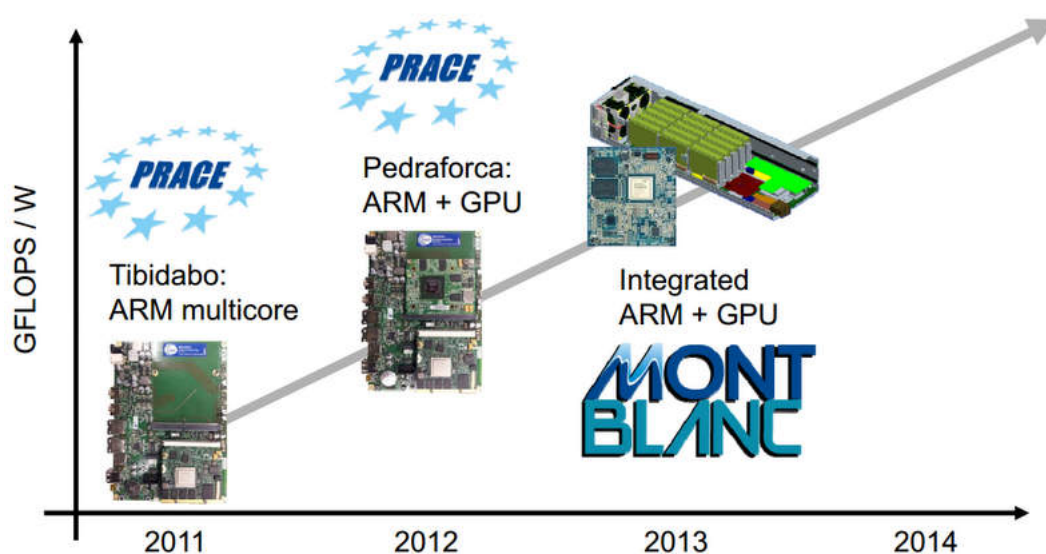 PRACE
PRACE
Pedraforca:
ARM + GPU
Tibidabo:
ARM multicore
Integrated
ARM + GPU
MONT
BLANC
GFLOPS / W
2011
2012
2013
2014